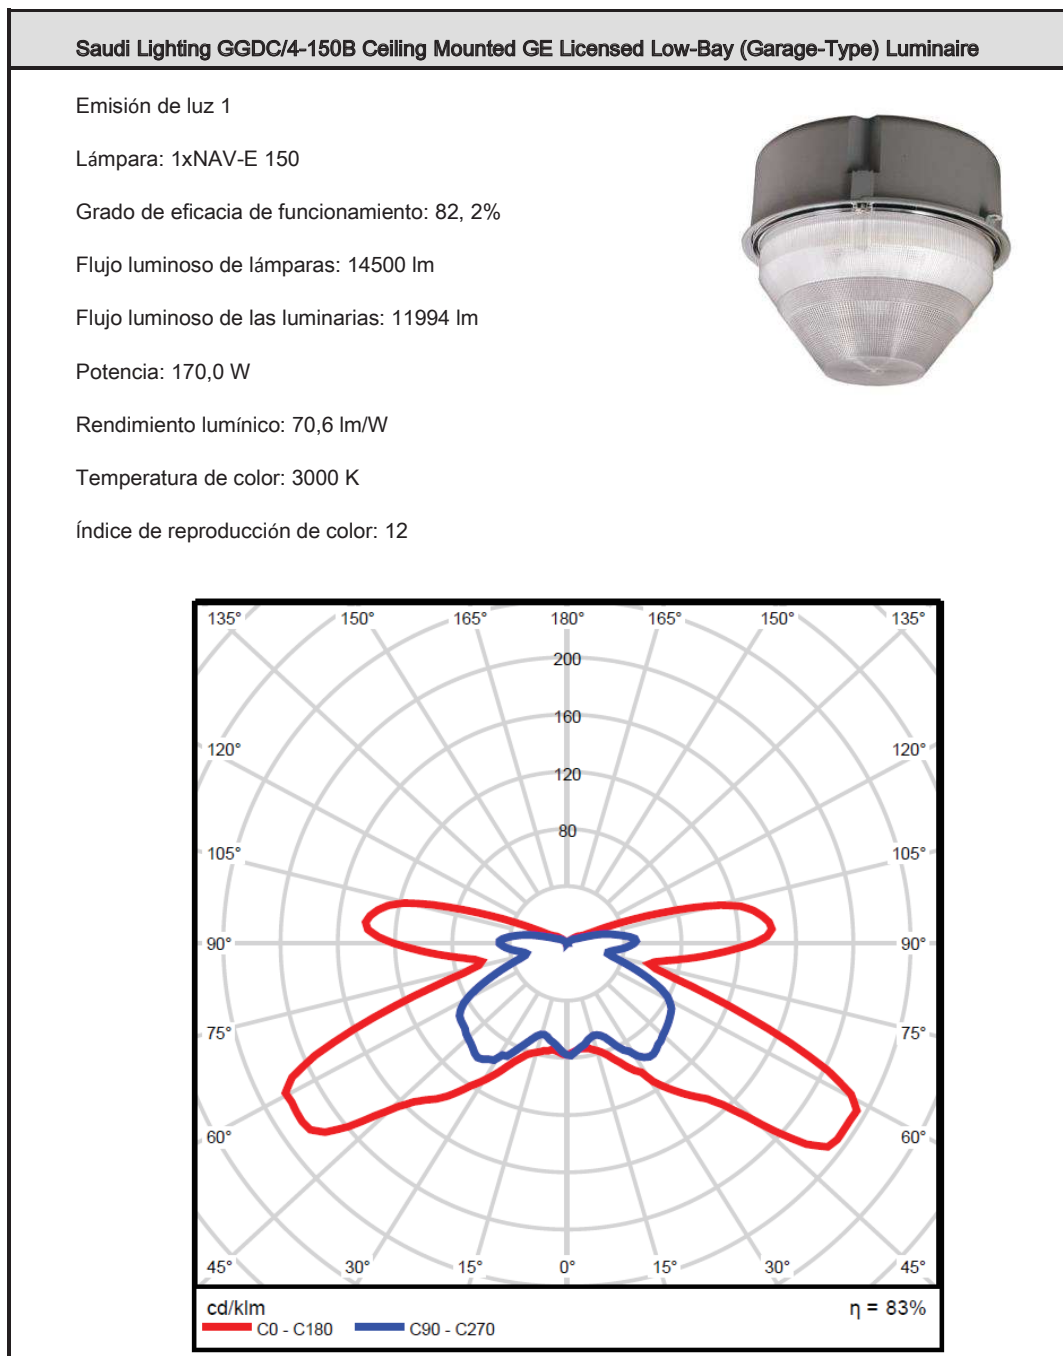 Saudi Lighting GGDC/4-150B Ceiling Mounted GE Licensed Low-Bay (Garage-Type) Luminaire
Emisión de luz 1
Lámpara: 1xNAV-E 150
Grado de eficacia de funcionamiento: 82, 2%
Flujo luminoso de lámparas: 14500 lm
Flujo luminoso de las luminarias: 11994 lm
Potencia: 170,0 W
Rendimiento lumínico: 70,6 lm/W
Temperatura de color: 3000 K
Índice de reproducción de color: 12
135° 150° 165° 180° 165° 150° 135°
200
160
120° 120°
120
80
105° 105°
90° 90°
75° 75°
60° 60°
45° 30° 15° 0° 15° 30° 45°
cd/klm η = 83%
C0 - C180 C90 - C270